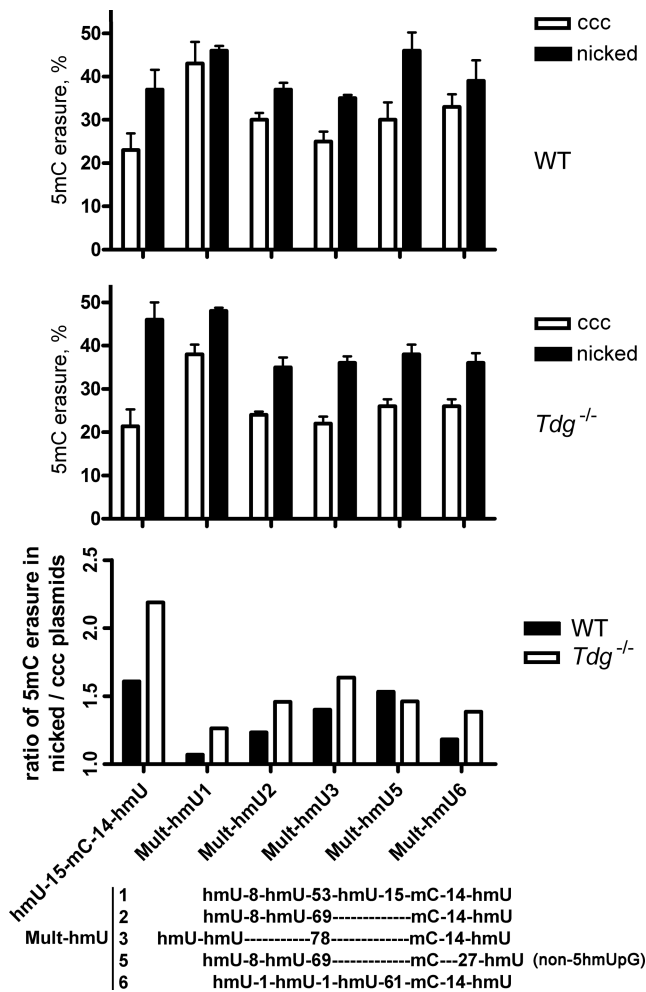 50
40
30
20
10
0
5mC erasure, %
ccc
nicked
WT
50
40
30
20
10
0
5mC erasure, %
ccc
nicked
Tdg -/-
2.5
2.0
1.5
1.0
ratio of 5mC erasure in
nicked / ccc plasmids
WT
Tdg -/-
hmU-15-mC-14-hmU
Mult-hmU1
Mult-hmU2
Mult-hmU3
Mult-hmU5
Mult-hmU6
Mult-hmU
1 hmU-8-hmU-53-hmU-15-mC-14-hmU
2 hmU-8-hmU-69-------------mC-14-hmU
3 hmU-hmU-----------78-------------mC-14-hmU
5 hmU-8-hmU-69-------------mC---27-hmU (non-5hmUpG)
6 hmU-1-hmU-1-hmU-61-mC-14-hmU